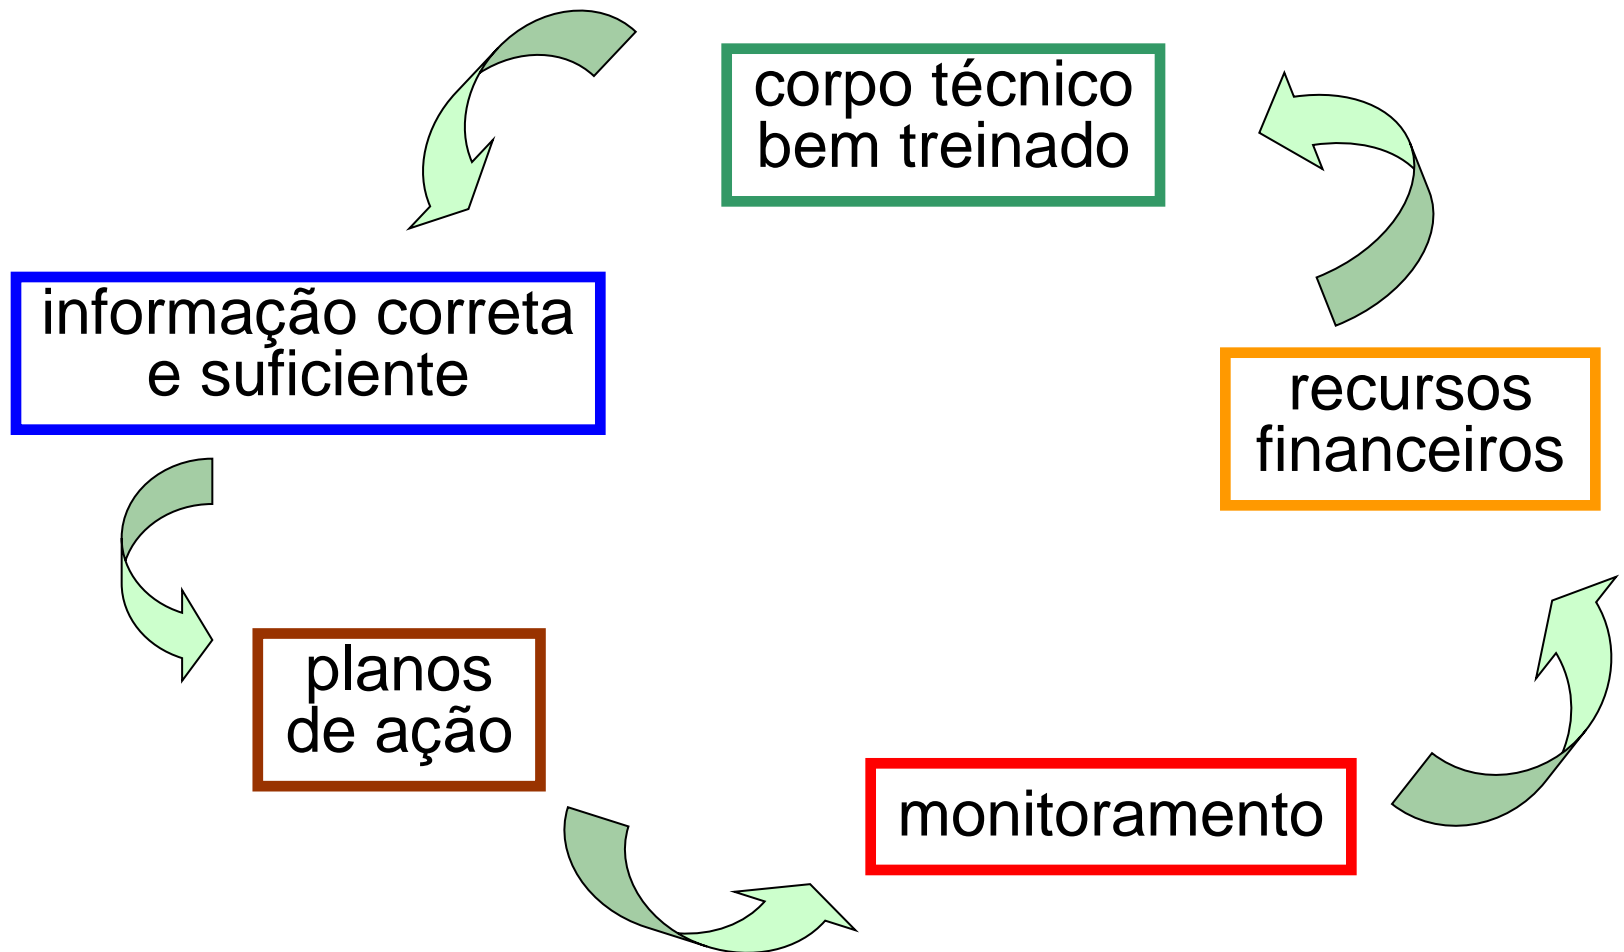 corpo técnico
bem treinado
informação correta
e suficiente
recursos
financeiros
planos
de ação
monitoramento